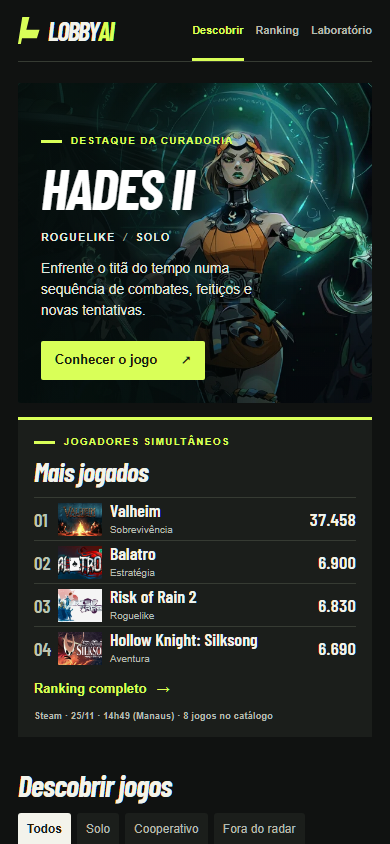 LOBBYAI
Descobrir Ranking Laboratório
DESTAQUE DA CURADORIA
HADES II
ROGUELIKE / SOLO
Enfrente o titã do tempo numa
sequência de combates, feitiços e
novas tentativas.
Conhecer o jogo ↗
JOGADORES SIMULTÂNEOS
Mais jogados
01 Valheim 37.458
Sobrevivência
02 Balatro 6.900
Estratégia
03 Risk of Rain 2 6.830
Roguelike
04 Hollow Knight: Silksong 6.690
Aventura
Ranking completo →
Steam · 25/11 · 14h49 (Manaus) · 8 jogos no catálogo
Descobrir jogos
Todos Solo Cooperativo Fora do radar